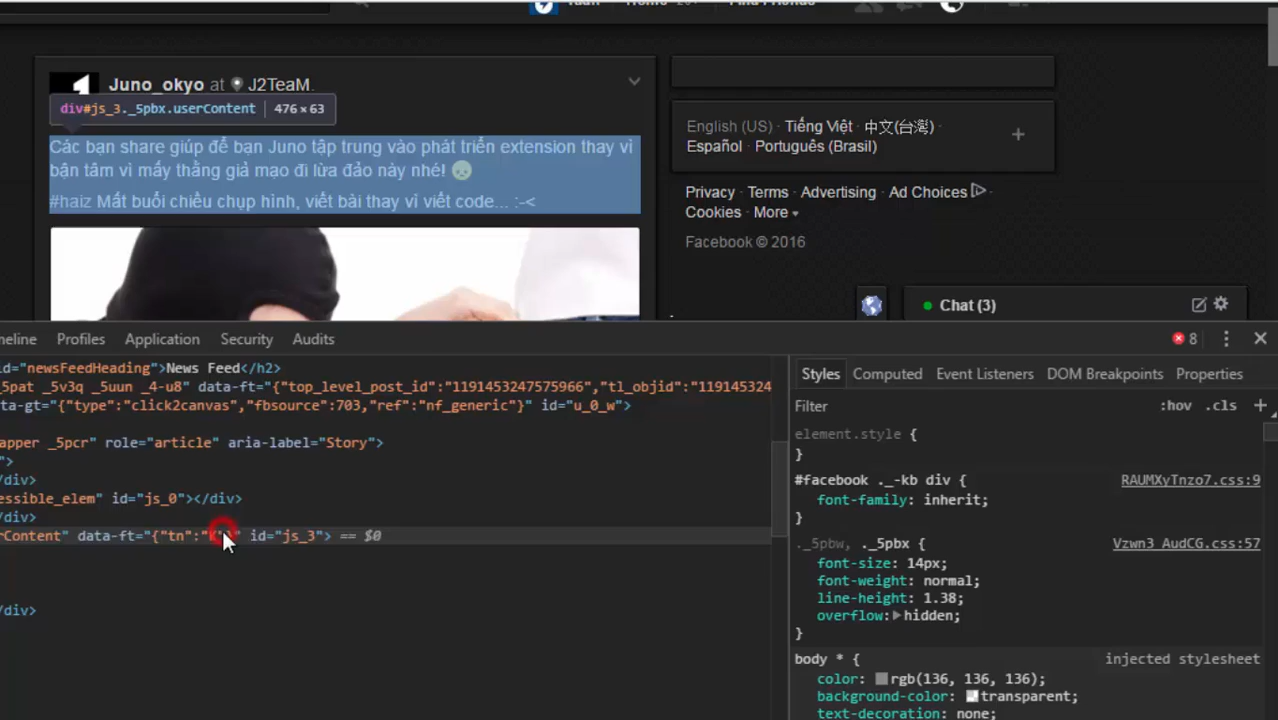 Juno_okyo at J2TeaM.
div#js_3._5pbx.userContent 476 × 63
Các bạn share giúp để bạn Juno tập trung vào phát triển extension thay vì
bận tâm vì mấy thằng giả mạo đi lừa đảo này nhé!
#haiz Mất buổi chiều chụp hình, viết bài thay vì viết code... :-<
English (US) · Tiếng Việt · 中文(台灣) ·
Español · Português (Brasil)
Privacy · Terms · Advertising · Ad Choices ·
Cookies · More
Facebook © 2016
Chat (3)
meline Profiles Application Security Audits
8
d="newsFeedHeading">News Feed</h2>
5pat _5v3q _5uun _4-u8" data-ft="{"top_level_post_id":"1191453247575966","tl_objid":"119145324
ta-gt="{"type":"click2canvas","fbsource":703,"ref":"nf_generic"}" id="u_0_w">
apper _5pcr" role="article" aria-label="Story">
">
/div>
essible_elem" id="js_0"></div>
/div>
rContent" data-ft="{"tn":" id="js_3"> == $0
/div>
Styles Computed Event Listeners DOM Breakpoints Properties
Filter :hov .cls +
element.style {
}
#facebook ._-kb div { RAUMXyTnzo7.css:9
font-family: inherit;
}
._5pbw, ._5pbx { Vzwn3_AudCG.css:57
font-size: 14px;
font-weight: normal;
line-height: 1.38;
overflow: hidden;
}
body * { injected stylesheet
color: rgb(136, 136, 136);
background-color: transparent;
text-decoration: none;